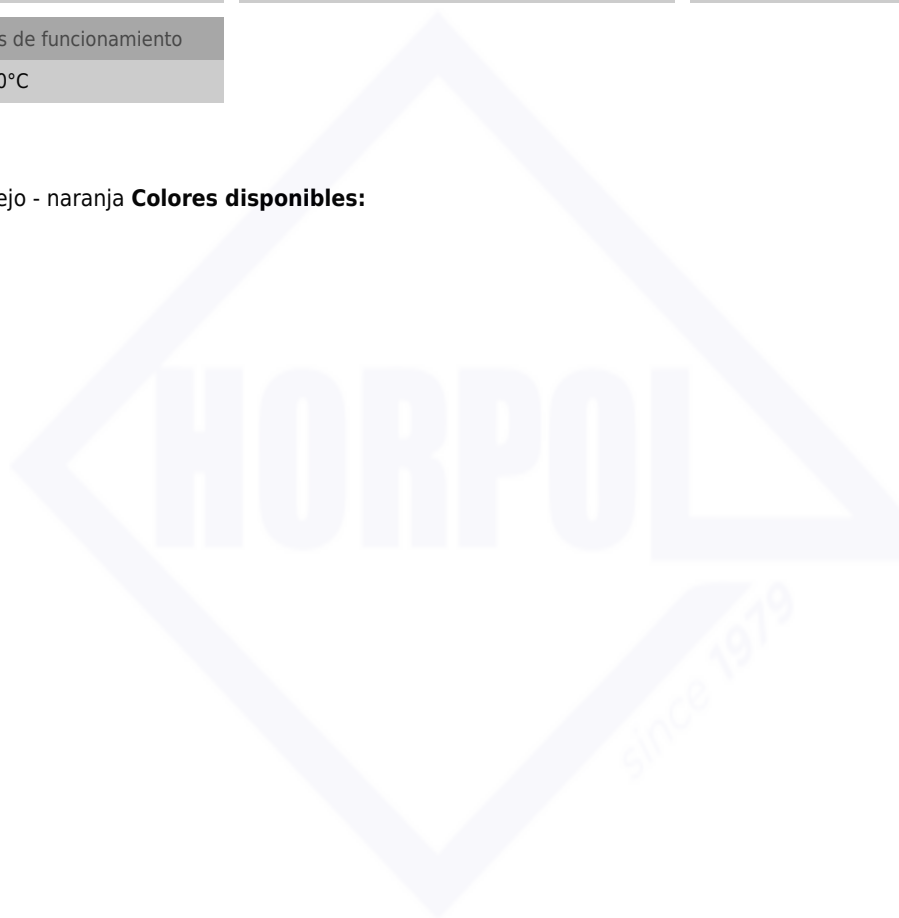 s de funcionamiento
0°C
ejo - naranja Colores disponibles:
HORPOL
since 1979